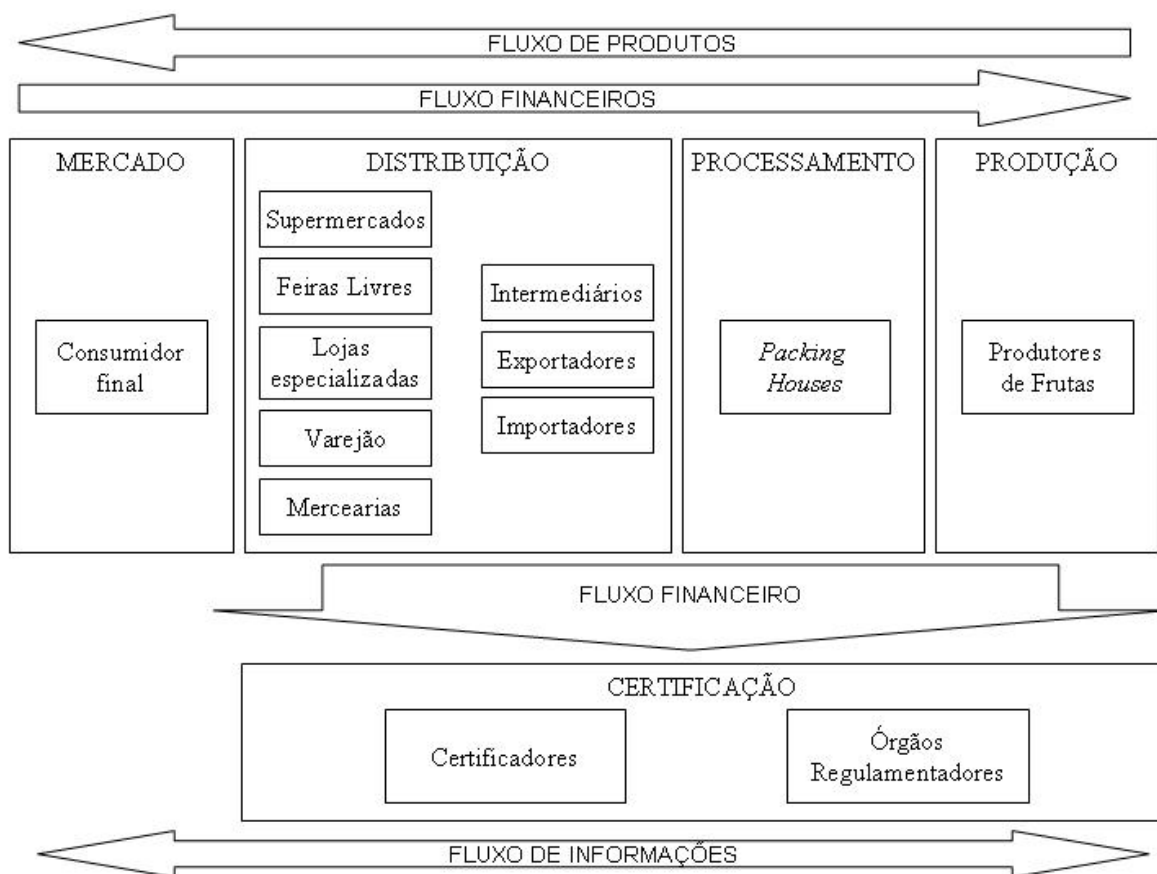 FLUXO DE PRODUTOS
FLUXO FINANCEIROS
MERCADO
Consumidor
final
DISTRIBUIÇÃO
Supermercados
Feiras Livres
Lojas
especializadas
Varejão
Mercearias
Intermediários
Exportadores
Importadores
PROCESSAMENTO
Packing
Houses
PRODUÇÃO
Produtores
de Frutas
FLUXO FINANCEIRO
CERTIFICAÇÃO
Certificadores
Órgãos
Regulamentadores
FLUXO DE INFORMAÇÕES